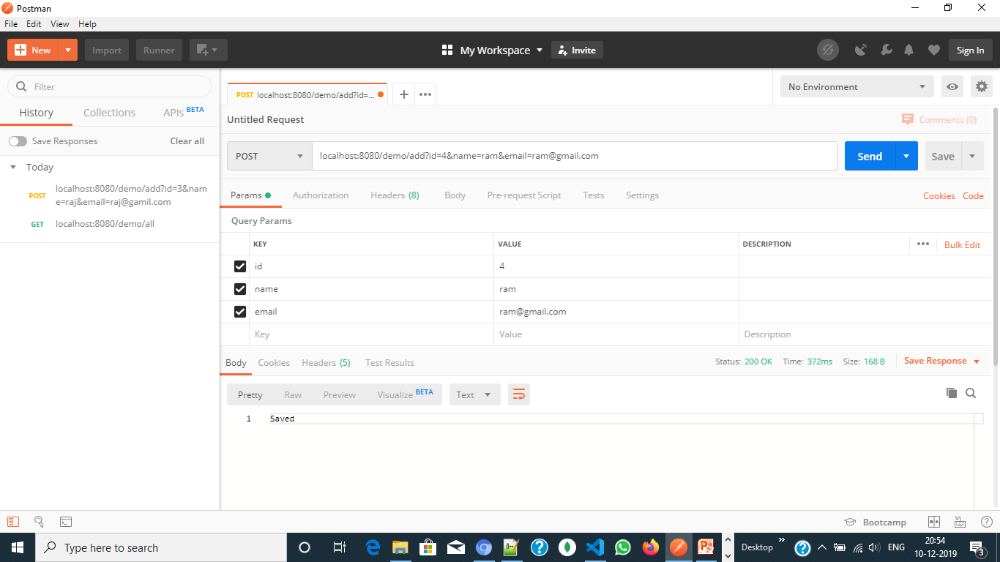 Postman
File Edit View Help
New Import Runner My Workspace Invite Sign In
Filter
History Collections APIs BETA
Save Responses Clear all
Today
POST localhost:8080/demo/add?id=3&nam
e=raj&email=raj@gamil.com
GET localhost:8080/demo/all
POST localhost:8080/demo/add?id=... + ••• No Environment
Untitled Request Comments (0)
POST localhost:8080/demo/add?id=4&name=ram&email=ram@gmail.com Send Save
Params Authorization Headers (8) Body Pre-request Script Tests Settings Cookies Code
Query Params
KEY VALUE DESCRIPTION ••• Bulk Edit
id 4
name ram
email ram@gmail.com
Key Value Description
Body Cookies Headers (5) Test Results Status: 200 OK Time: 372ms Size: 168 B Save Response
Pretty Raw Preview Visualize BETA Text
1 Saved
Bootcamp
Type here to search Desktop ENG 20:54
10-12-2019 3